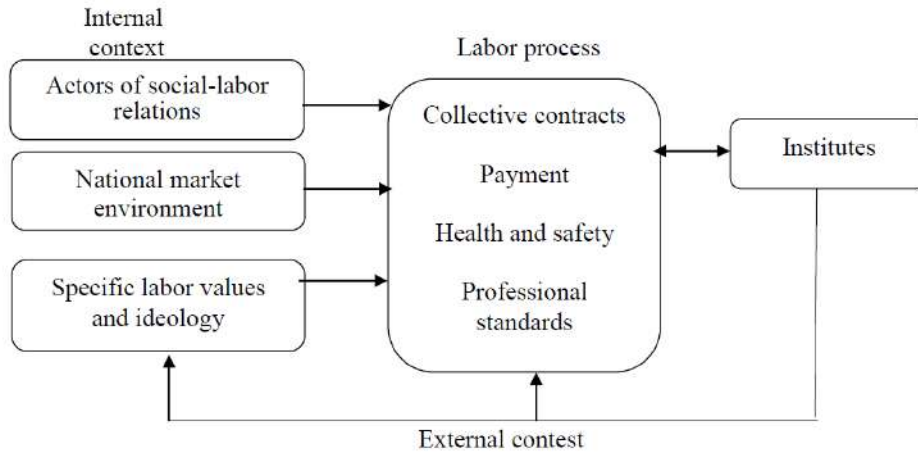 Internal
context
Actors of social-labor
relations
National market
environment
Specific labor values
and ideology
Labor process
Collective contracts
Payment
Health and safety
Professional
standards
Institutes
External contest